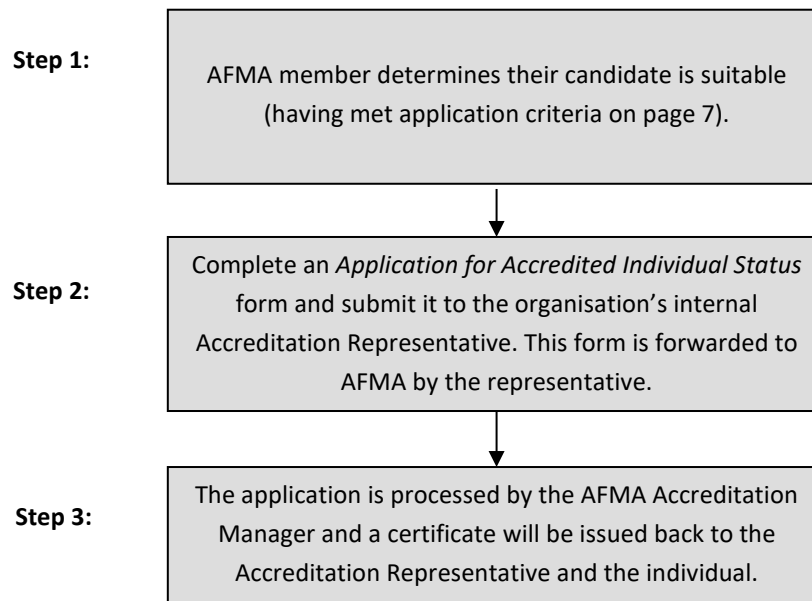 Step 1:
AFMA member determines their candidate is suitable
(having met application criteria on page 7).
Step 2:
Complete an Application for Accredited Individual Status
form and submit it to the organisation’s internal
Accreditation Representative. This form is forwarded to
AFMA by the representative.
Step 3:
The application is processed by the AFMA Accreditation
Manager and a certificate will be issued back to the
Accreditation Representative and the individual.